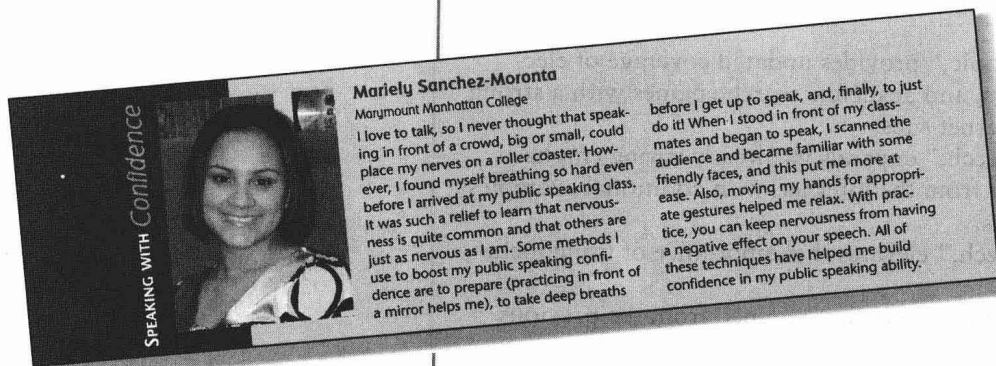 SPEAKING WITH Confidence
Mariely Sanchez-Moronta
Marymount Manhattan College
I love to talk, so I never thought that speak-
ing in front of a crowd, big or small, could
place my nerves on a roller coaster. How-
ever, I found myself breathing so hard even
before I arrived at my public speaking class.
It was such a relief to learn that nervous-
ness is quite common and that others are
just as nervous as I am. Some methods I
use to boost my public speaking confi-
dence are to prepare (practicing in front of
a mirror helps me), to take deep breaths
before I get up to speak, and, finally, to just
do it! When I stood in front of my class-
mates and began to speak, I scanned the
audience and became familiar with some
friendly faces, and this put me more at
ease. Also, moving my hands for appropri-
ate gestures helped me relax. With prac-
tice, you can keep nervousness from having
a negative effect on your speech. All of
these techniques have helped me build
confidence in my public speaking ability.